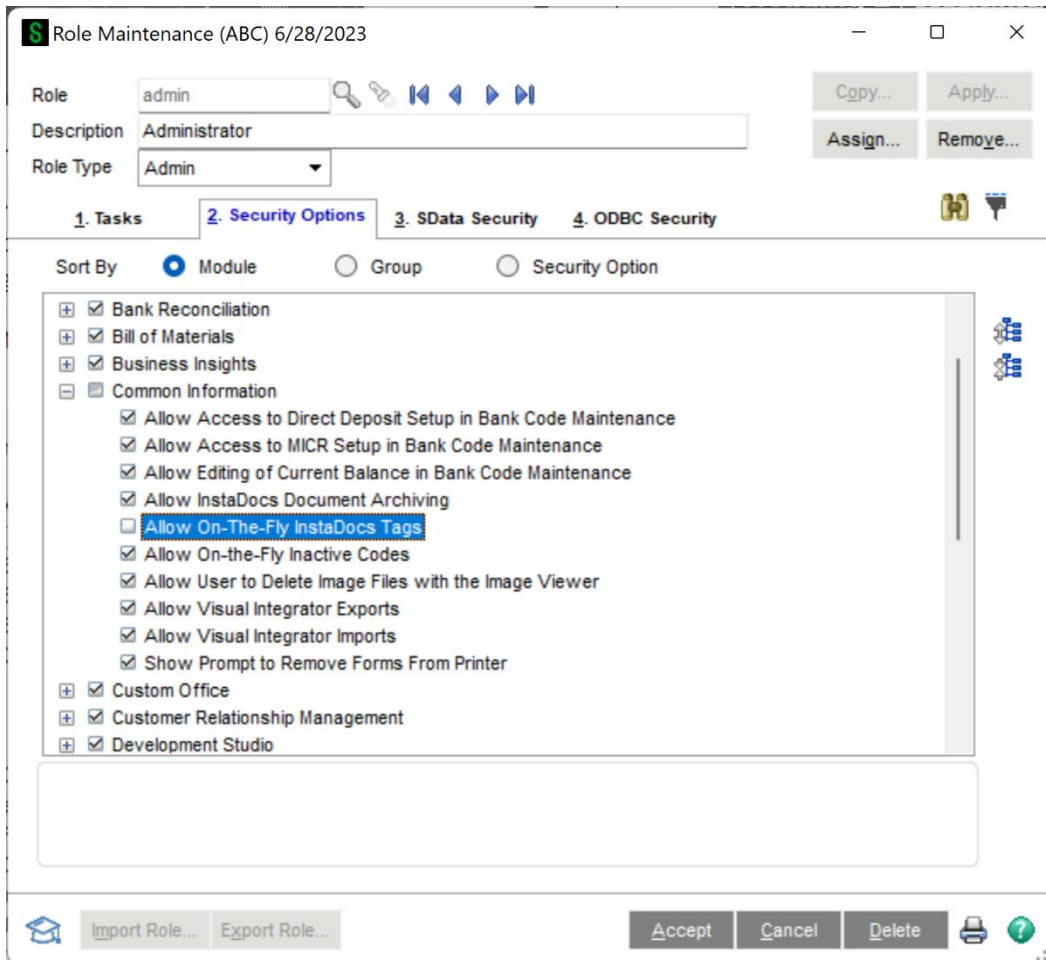 S Role Maintenance (ABC) 6/28/2023
Role admin
Copy... Apply...
Description Administrator
Assign... Remove...
Role Type Admin
1. Tasks 2. Security Options 3. SData Security 4. ODBC Security
Sort By Module Group Security Option
Bank Reconciliation
Bill of Materials
Business Insights
Common Information
Allow Access to Direct Deposit Setup in Bank Code Maintenance
Allow Access to MICR Setup in Bank Code Maintenance
Allow Editing of Current Balance in Bank Code Maintenance
Allow InstaDocs Document Archiving
Allow On-The-Fly InstaDocs Tags
Allow On-the-Fly Inactive Codes
Allow User to Delete Image Files with the Image Viewer
Allow Visual Integrator Exports
Allow Visual Integrator Imports
Show Prompt to Remove Forms From Printer
Custom Office
Customer Relationship Management
Development Studio
Import Role... Export Role... Accept Cancel Delete ?